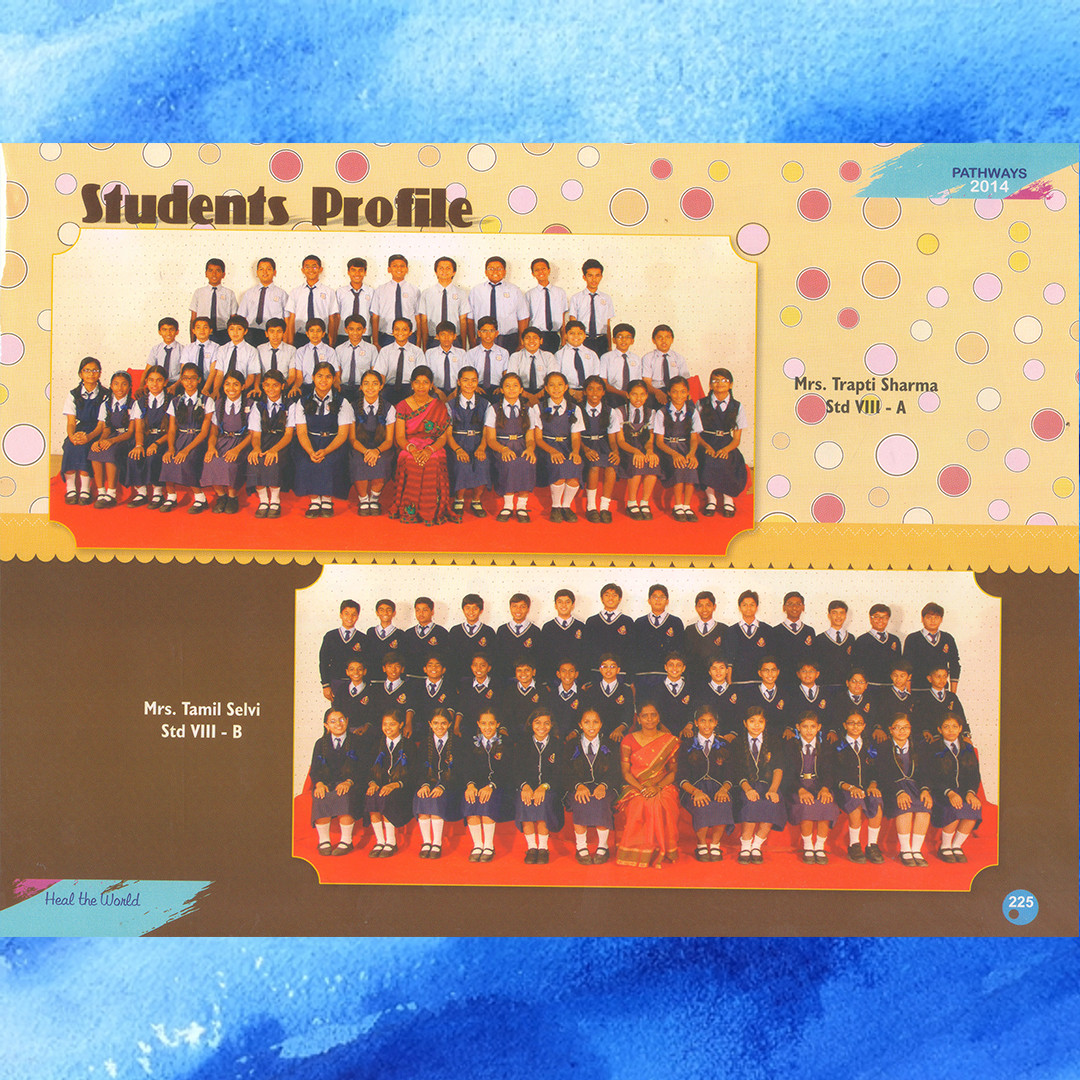 Students Profile
PATHWAYS
2014
Mrs. Trapti Sharma
Std VIII - A
Mrs. Tamil Selvi
Std VIII - B
Heal the World
225